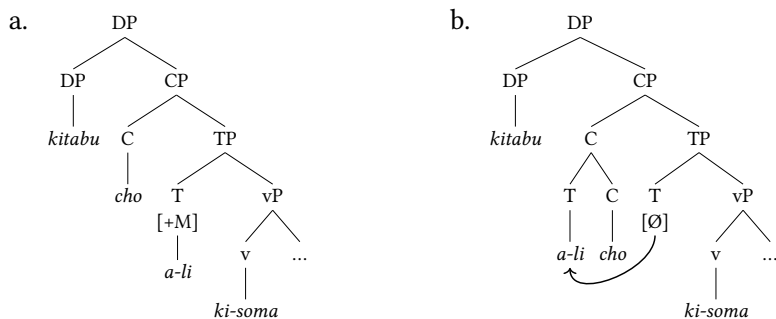 a. DP
DP CP
kitabu C TP
cho T vP
[+M]
a-li v ...
ki-soma
b. DP
DP CP
kitabu C TP
T C T vP
[Ø]
a-li cho v ...
ki-soma